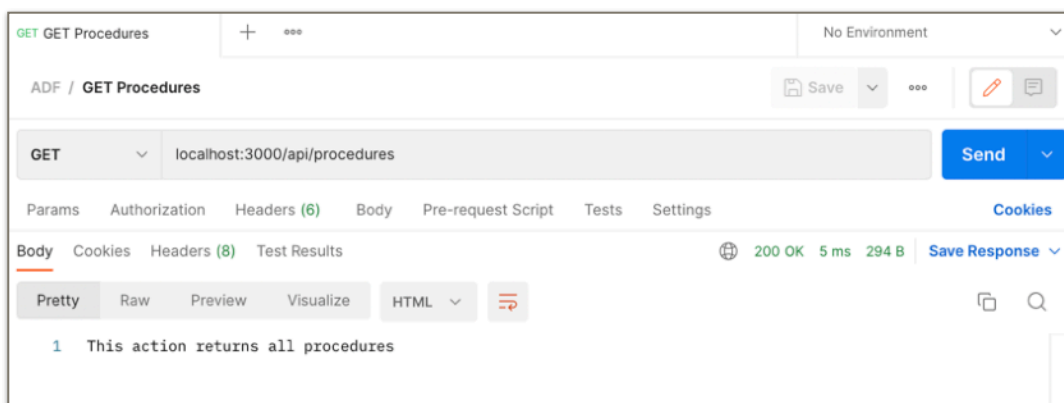 GET GET Procedures + ooo No Environment
ADF / GET Procedures Save ooo
GET localhost:3000/api/procedures Send
Params Authorization Headers (6) Body Pre-request Script Tests Settings Cookies
Body Cookies Headers (8) Test Results 200 OK 5 ms 294 B Save Response
Pretty Raw Preview Visualize HTML
1 This action returns all procedures